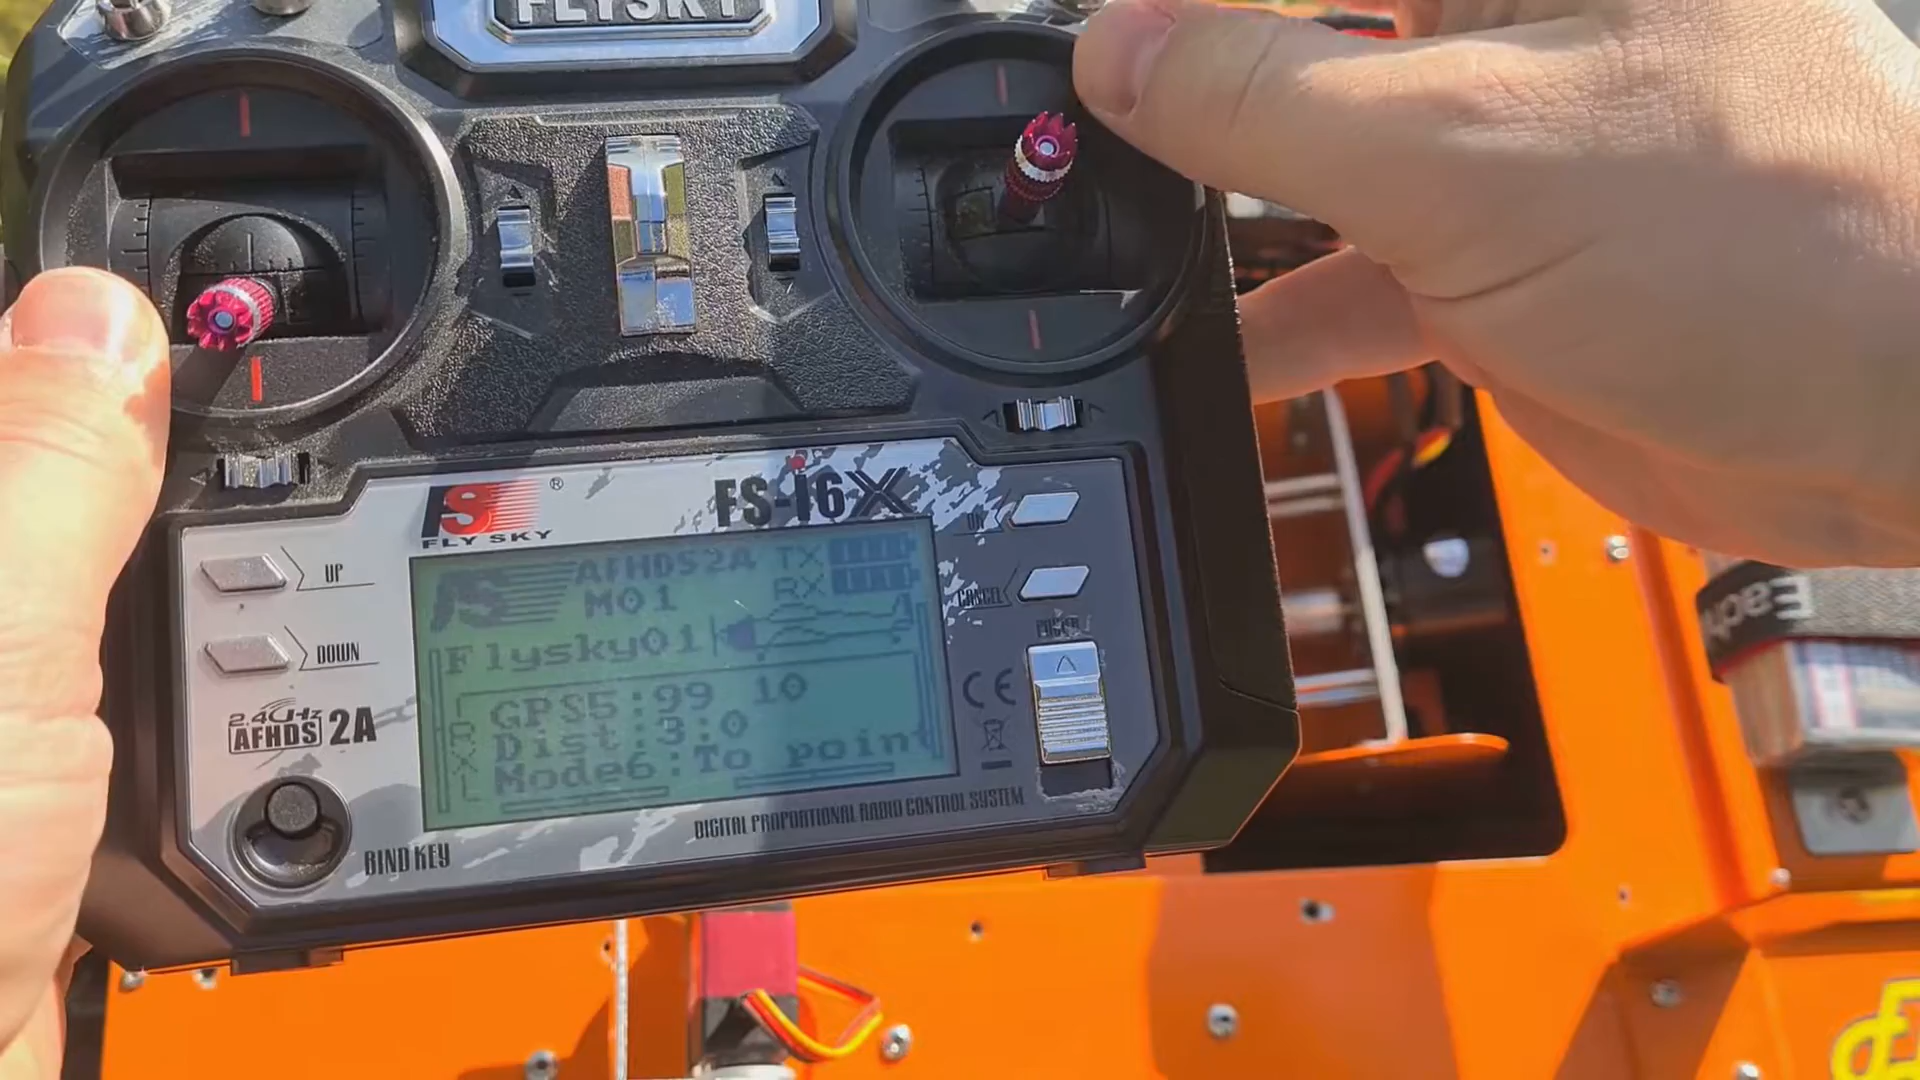 FLYSKY
FS ®
FLY SKY
FS-i6X
UP
DOWN
OK
CANCEL
POWER
AFHDS2A TX
M01 RX
Flysky01
GPS5:99 10
Dist:3:0
Mode6:To point
2.4GHz
AFHDS 2A
CE
BIND KEY
DIGITAL PROPORTIONAL RADIO CONTROL SYSTEM